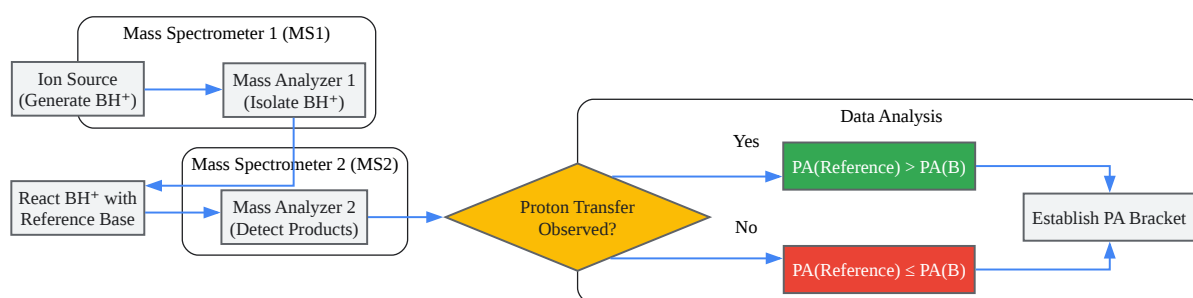 Mass Spectrometer 1 (MS1)
Ion Source
(Generate BH⁺)
Mass Analyzer 1
(Isolate BH⁺)
Mass Spectrometer 2 (MS2)
React BH⁺ with
Reference Base
Mass Analyzer 2
(Detect Products)
Proton Transfer
Observed?
Data Analysis
Yes
PA(Reference) > PA(B)
No
PA(Reference) ≤ PA(B)
Establish PA Bracket